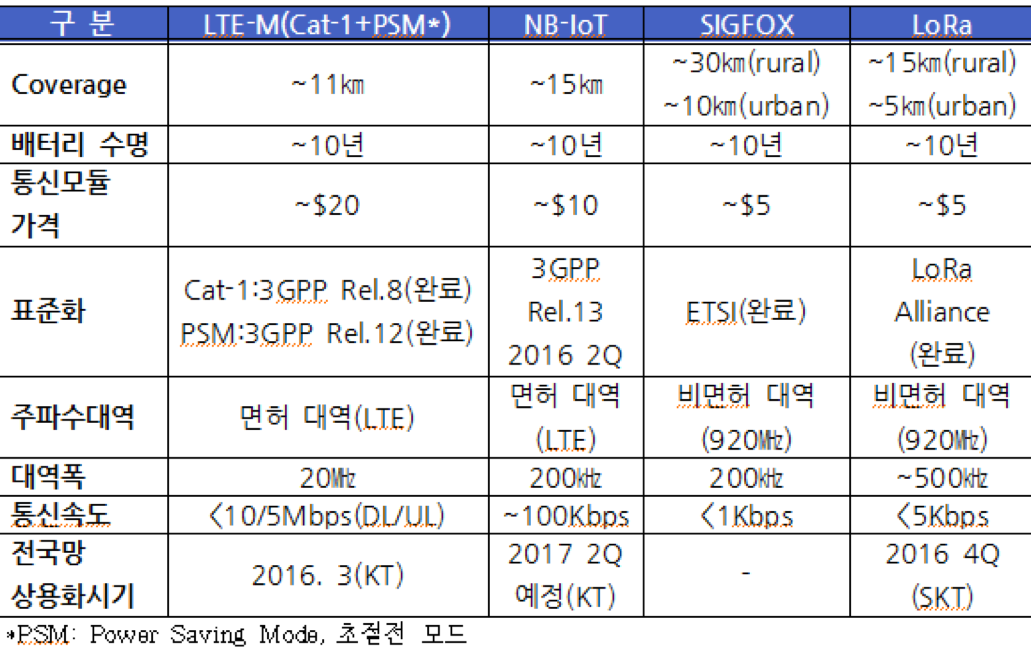 구 분 LTE-M(Cat-1+PSM*) NB-IoT SIGFOX LoRa
Coverage ~11㎞ ~15㎞ ~30㎞(rural) ~15㎞(rural)
~10㎞(urban) ~5㎞(urban)
배터리 수명 ~10년 ~10년 ~10년 ~10년
통신모듈
가격 ~$20 ~$10 ~$5 ~$5
표준화 Cat-1:3GPP Rel.8(완료)
PSM:3GPP Rel.12(완료)
3GPP
Rel.13
2016 2Q
ETSI(완료)
LoRa
Alliance
(완료)
주파수대역 면허 대역(LTE)
면허 대역
(LTE)
비면허 대역
(920㎒)
비면허 대역
(920㎒)
대역폭 20㎒ 200㎑ 200㎑ ~500㎑
통신속도 <10/5Mbps(DL/UL) ~100Kbps <1Kbps <5Kbps
전국망
상용화시기
2016. 3(KT)
2017 2Q
예정(KT)
-
2016 4Q
(SKT)
*PSM: Power Saving Mode, 초절전 모드